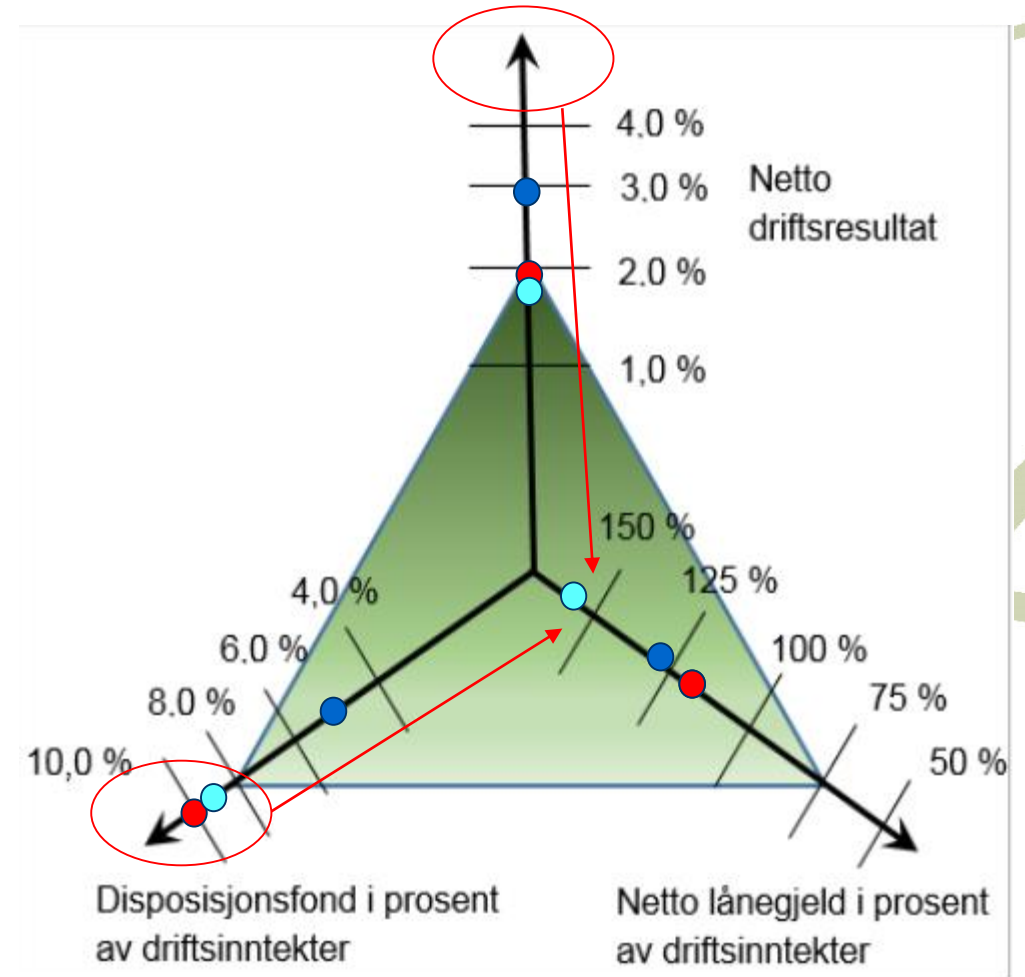 4.0 %
3.0 %
Netto
driftsresultat
2.0 %
1,0 %
150 %
125 %
100 %
75 %
50 %
4,0 %
6.0 %
8.0 %
10,0 %
Disposisjonsfond i prosent
av driftsinntekter
Netto lånegjeld i prosent
av driftsinntekter